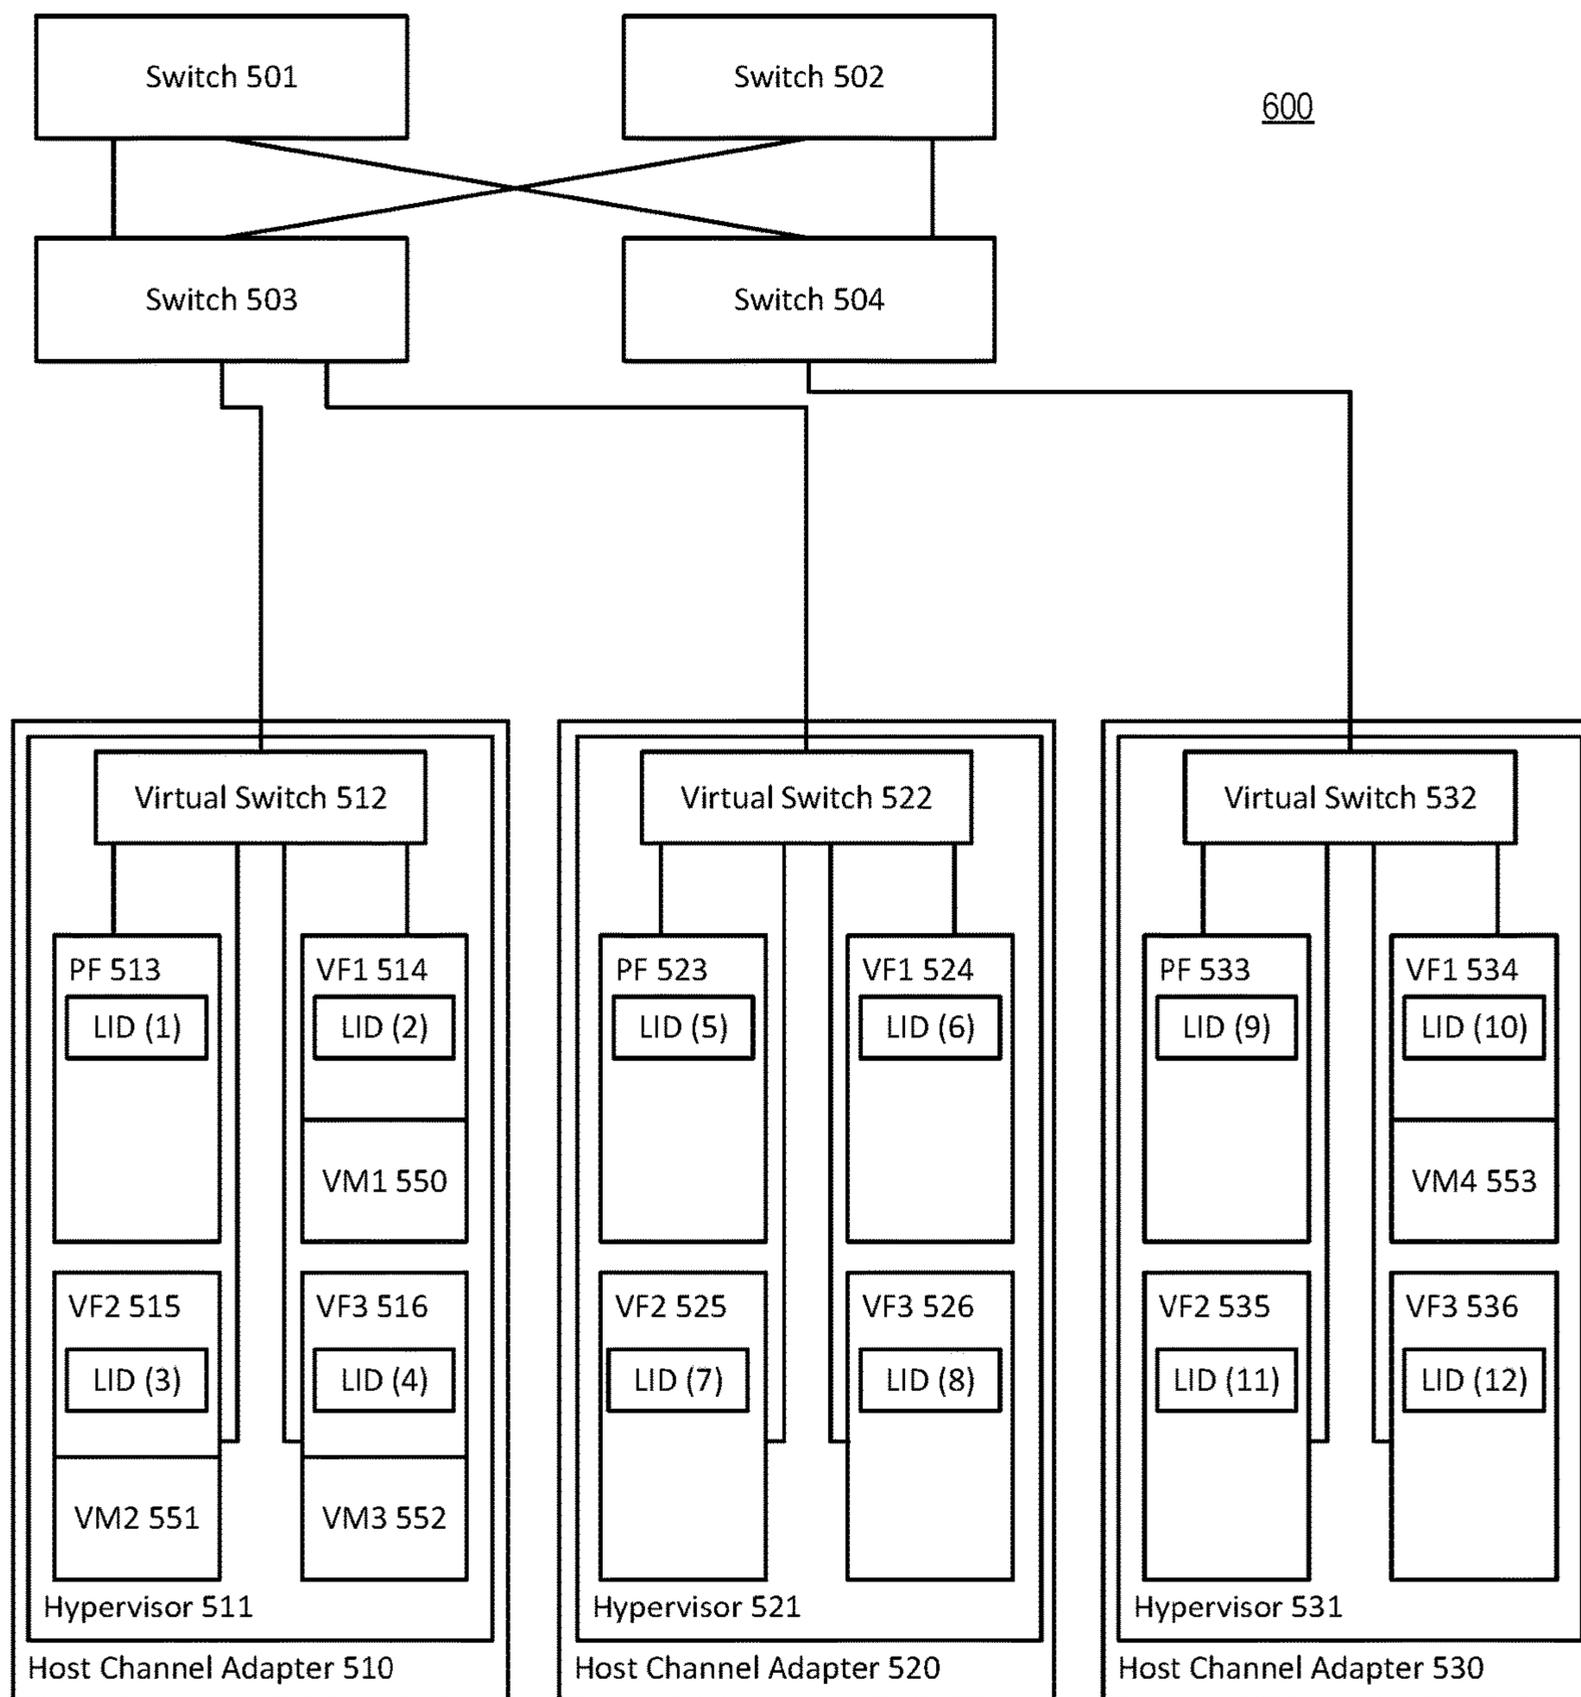 Switch 501
Switch 502
600
Switch 503
Switch 504
Virtual Switch 512
Virtual Switch 522
Virtual Switch 532
PF 513
LID (1)
VF1 514
LID (2)
VM1 550
VF2 515
LID (3)
VM2 551
VF3 516
LID (4)
VM3 552
Hypervisor 511
Host Channel Adapter 510
PF 523
LID (5)
VF1 524
LID (6)
VF2 525
LID (7)
VF3 526
LID (8)
Hypervisor 521
Host Channel Adapter 520
PF 533
LID (9)
VF1 534
LID (10)
VM4 553
VF2 535
LID (11)
VF3 536
LID (12)
Hypervisor 531
Host Channel Adapter 530